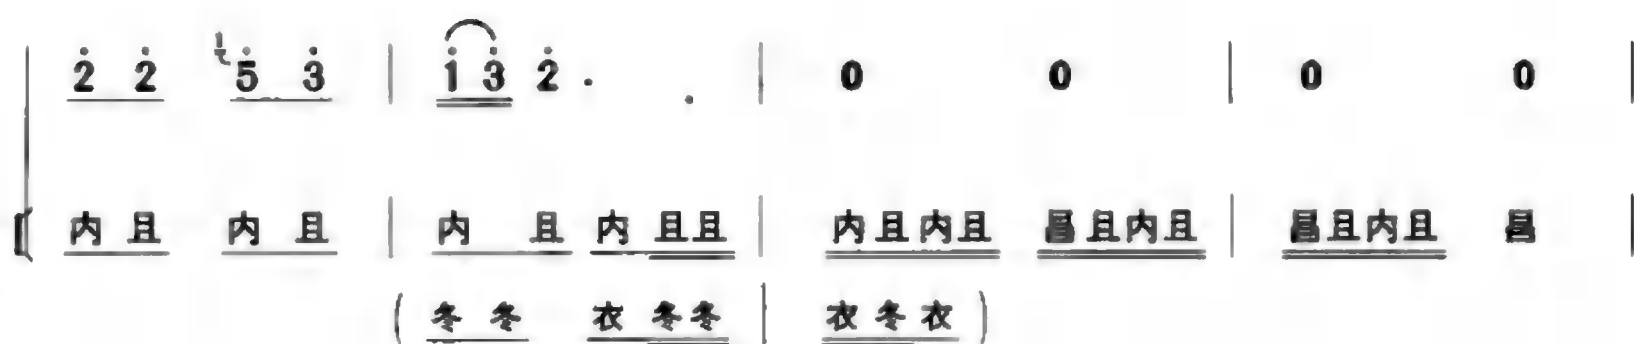 2 2 5 3 | 1 3 2 . | 0 0 | 0 0 |
内 且 内 且 | 内 且 内 且且 | 内且内且 昌且内且 | 昌且内且 昌 |
( 冬 冬 衣 冬冬 | 衣 冬 衣 )